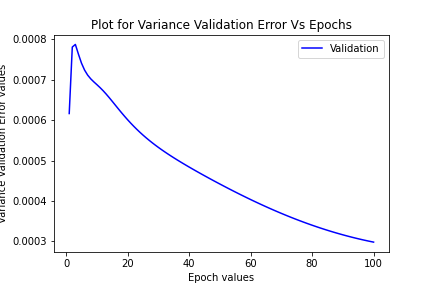 Plot for Variance Validation Error Vs Epochs
Validation
0.0008
0.0007
0.0006
0.0005
0.0004
0.0003
Variance Validation Error values
0 20 40 60 80 100
Epoch values